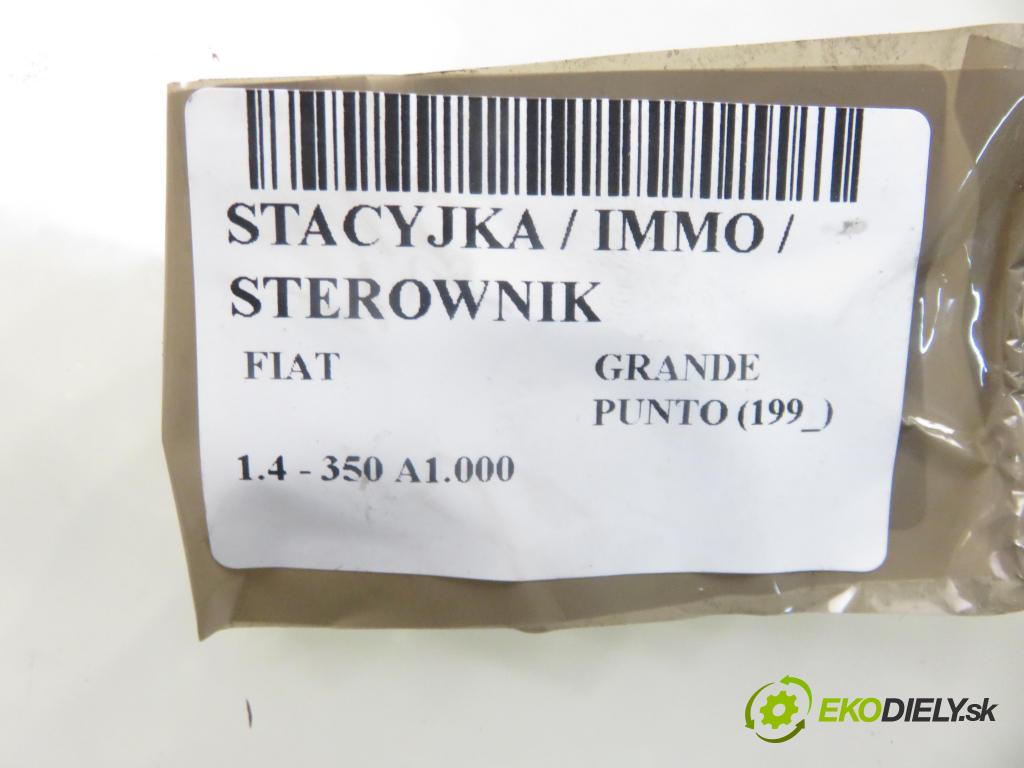 STACYJKA / IMMO /
STEROWNIK
FIAT GRANDE
PUNTO (199_)
1.4 - 350 A1.000
EKODIELY.sk